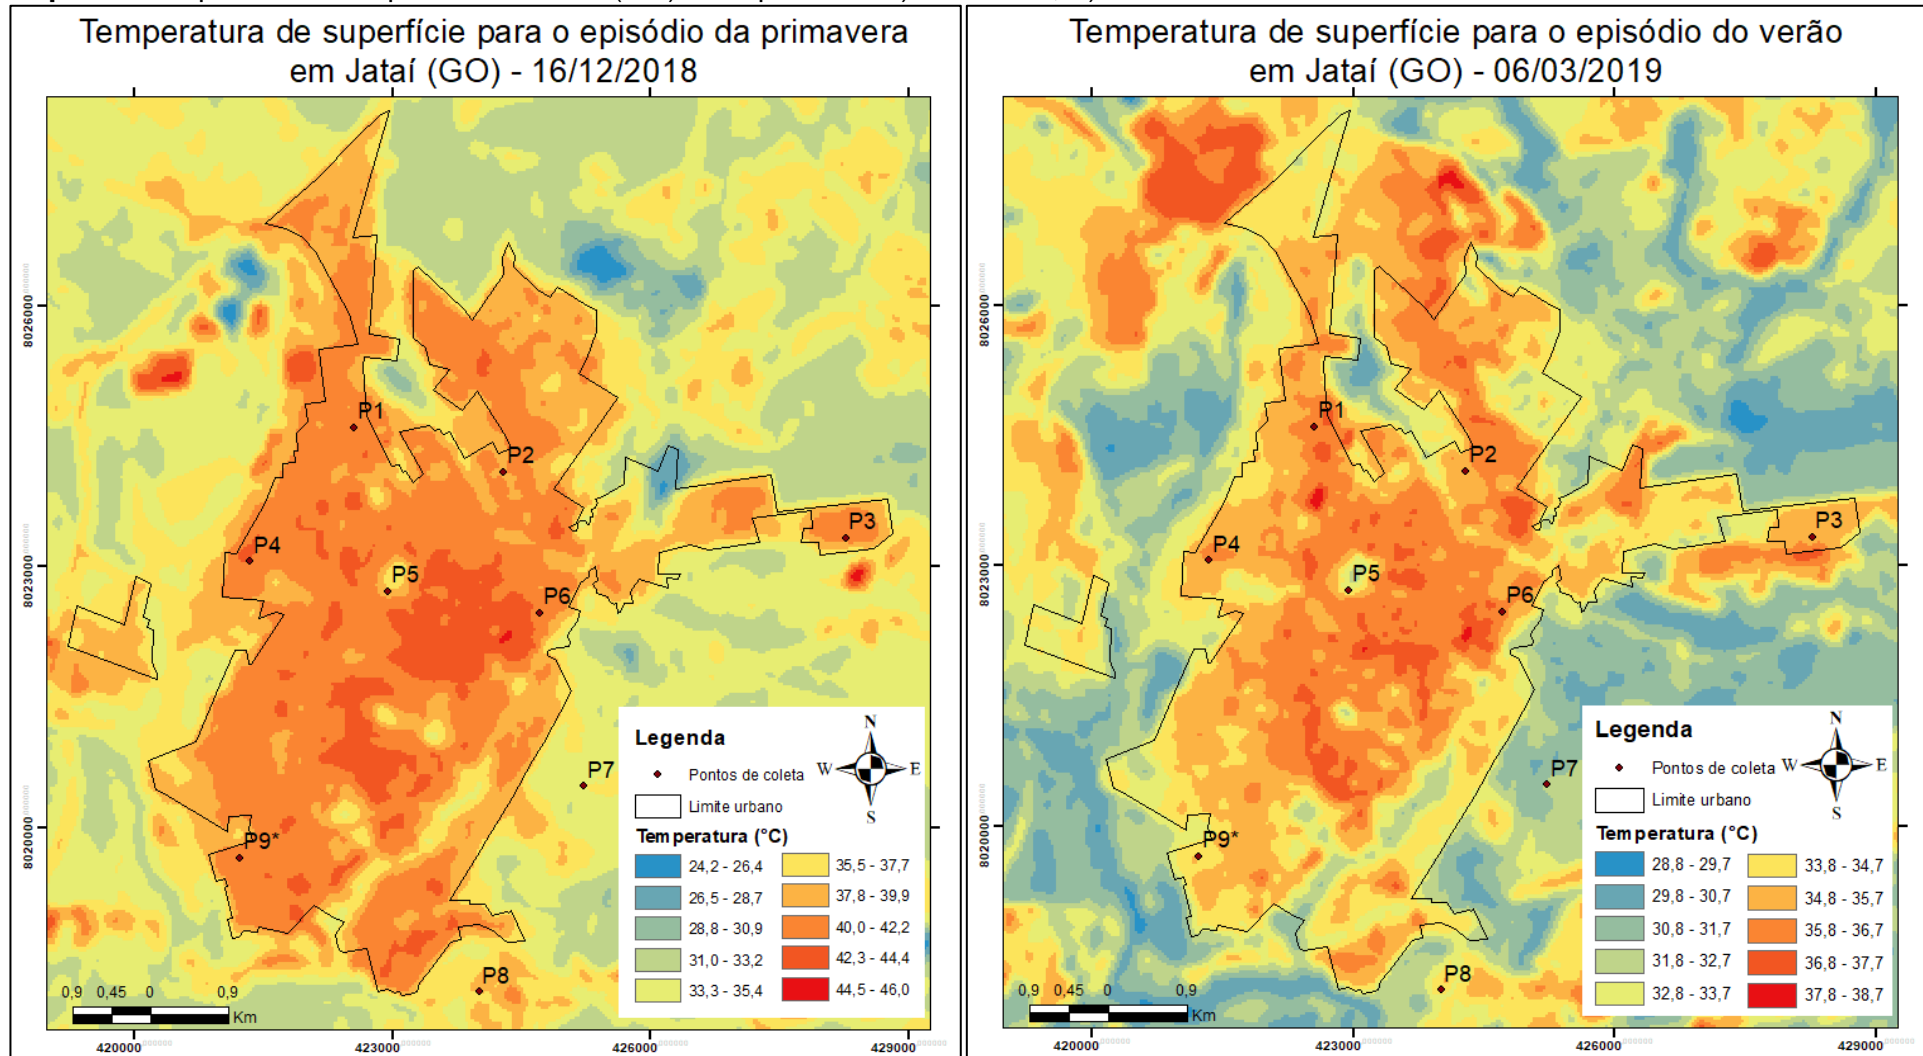 Temperatura de superfície para o episódio da primavera
em Jataí (GO) - 16/12/2018
8026000
8023000
8020000
P1
P2
P3
P4
P5
P6
P7
P8
P9*
Legenda
Pontos de coleta
Limite urbano
N
W
E
S
Temperatura (°C)
24,2 - 26,4
26,5 - 28,7
28,8 - 30,9
31,0 - 33,2
33,3 - 35,4
35,5 - 37,7
37,8 - 39,9
40,0 - 42,2
42,3 - 44,4
44,5 - 46,0
0,9 0,45 0 0,9
Km
420000
423000
426000
429000
Temperatura de superfície para o episódio do verão
em Jataí (GO) - 06/03/2019
8026000
8023000
8020000
P1
P2
P3
P4
P5
P6
P7
P8
P9*
Legenda
Pontos de coleta
Limite urbano
N
W
E
S
Temperatura (°C)
28,8 - 29,7
29,8 - 30,7
30,8 - 31,7
31,8 - 32,7
32,8 - 33,7
33,8 - 34,7
34,8 - 35,7
35,8 - 36,7
36,8 - 37,7
37,8 - 38,7
0,9 0,45 0 0,9
Km
420000
423000
426000
429000